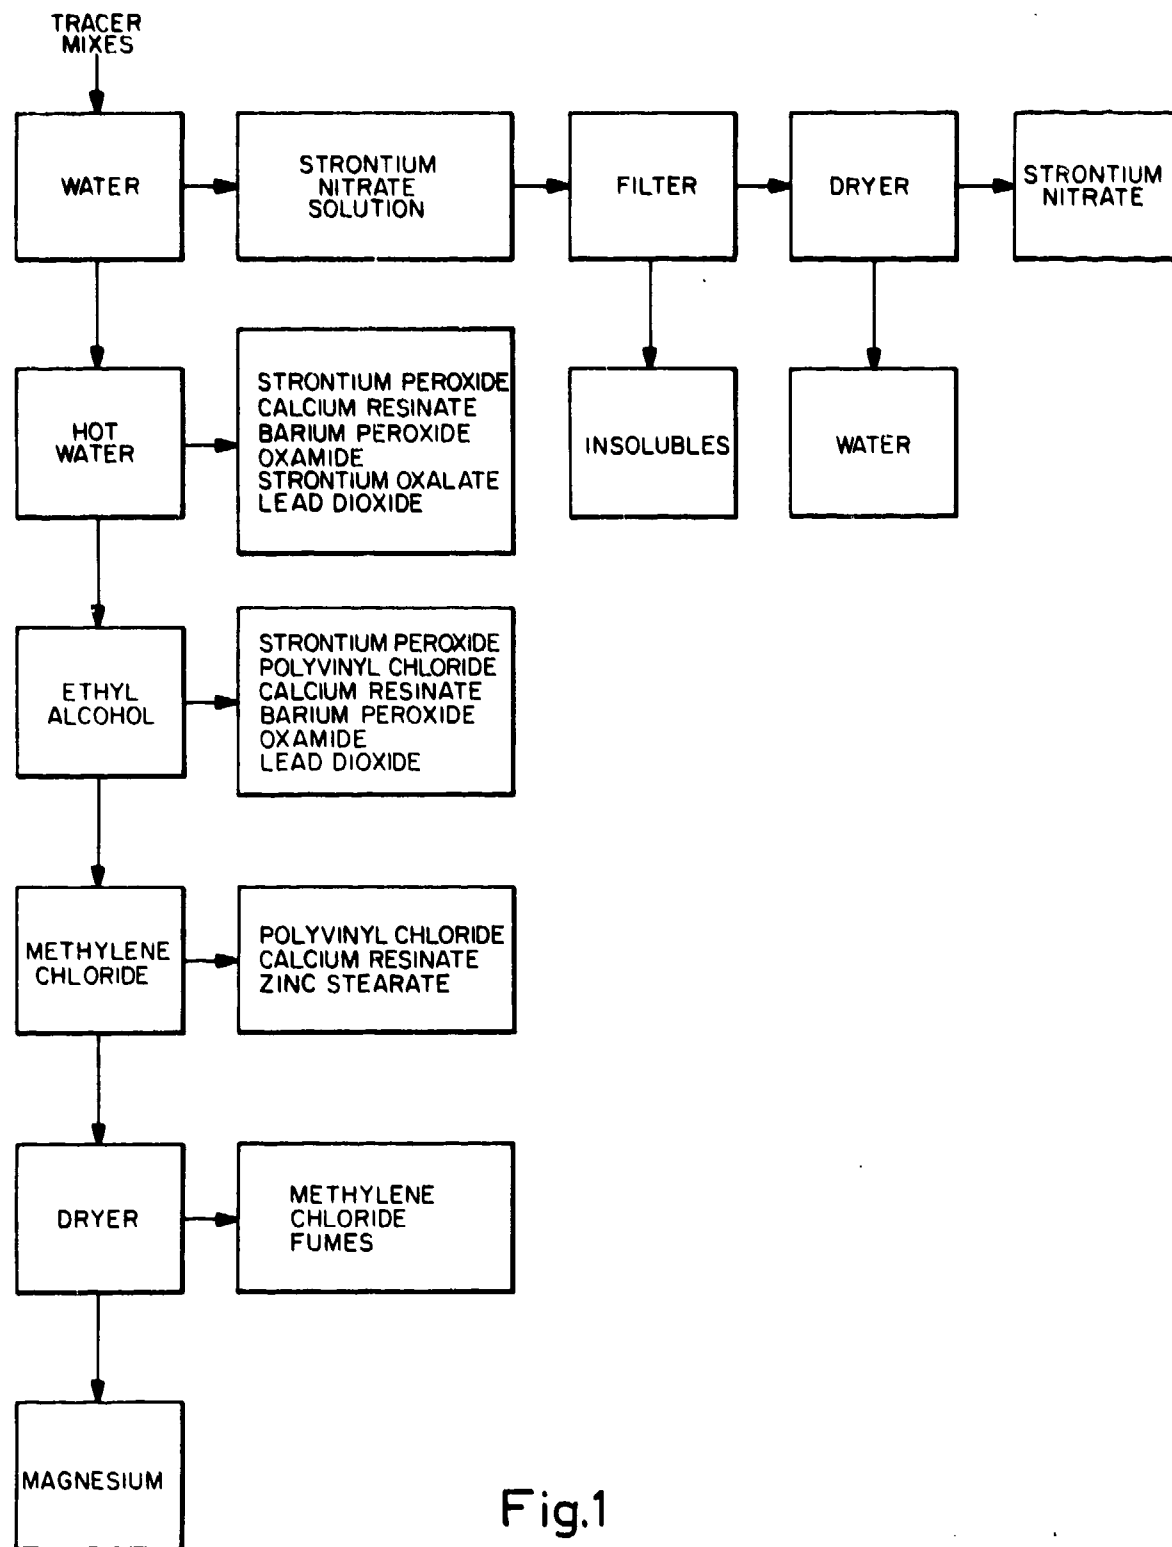 TRACER
MIXES
WATER
STRONTIUM
NITRATE
SOLUTION
FILTER
DRYER
STRONTIUM
NITRATE
HOT
WATER
STRONTIUM PEROXIDE
CALCIUM RESINATE
BARIUM PEROXIDE
OXAMIDE
STRONTIUM OXALATE
LEAD DIOXIDE
INSOLUBLES
WATER
ETHYL
ALCOHOL
STRONTIUM PEROXIDE
POLYVINYL CHLORIDE
CALCIUM RESINATE
BARIUM PEROXIDE
OXAMIDE
LEAD DIOXIDE
METHYLENE
CHLORIDE
POLYVINYL CHLORIDE
CALCIUM RESINATE
ZINC STEARATE
DRYER
METHYLENE
CHLORIDE
FUMES
MAGNESIUM
Fig.1